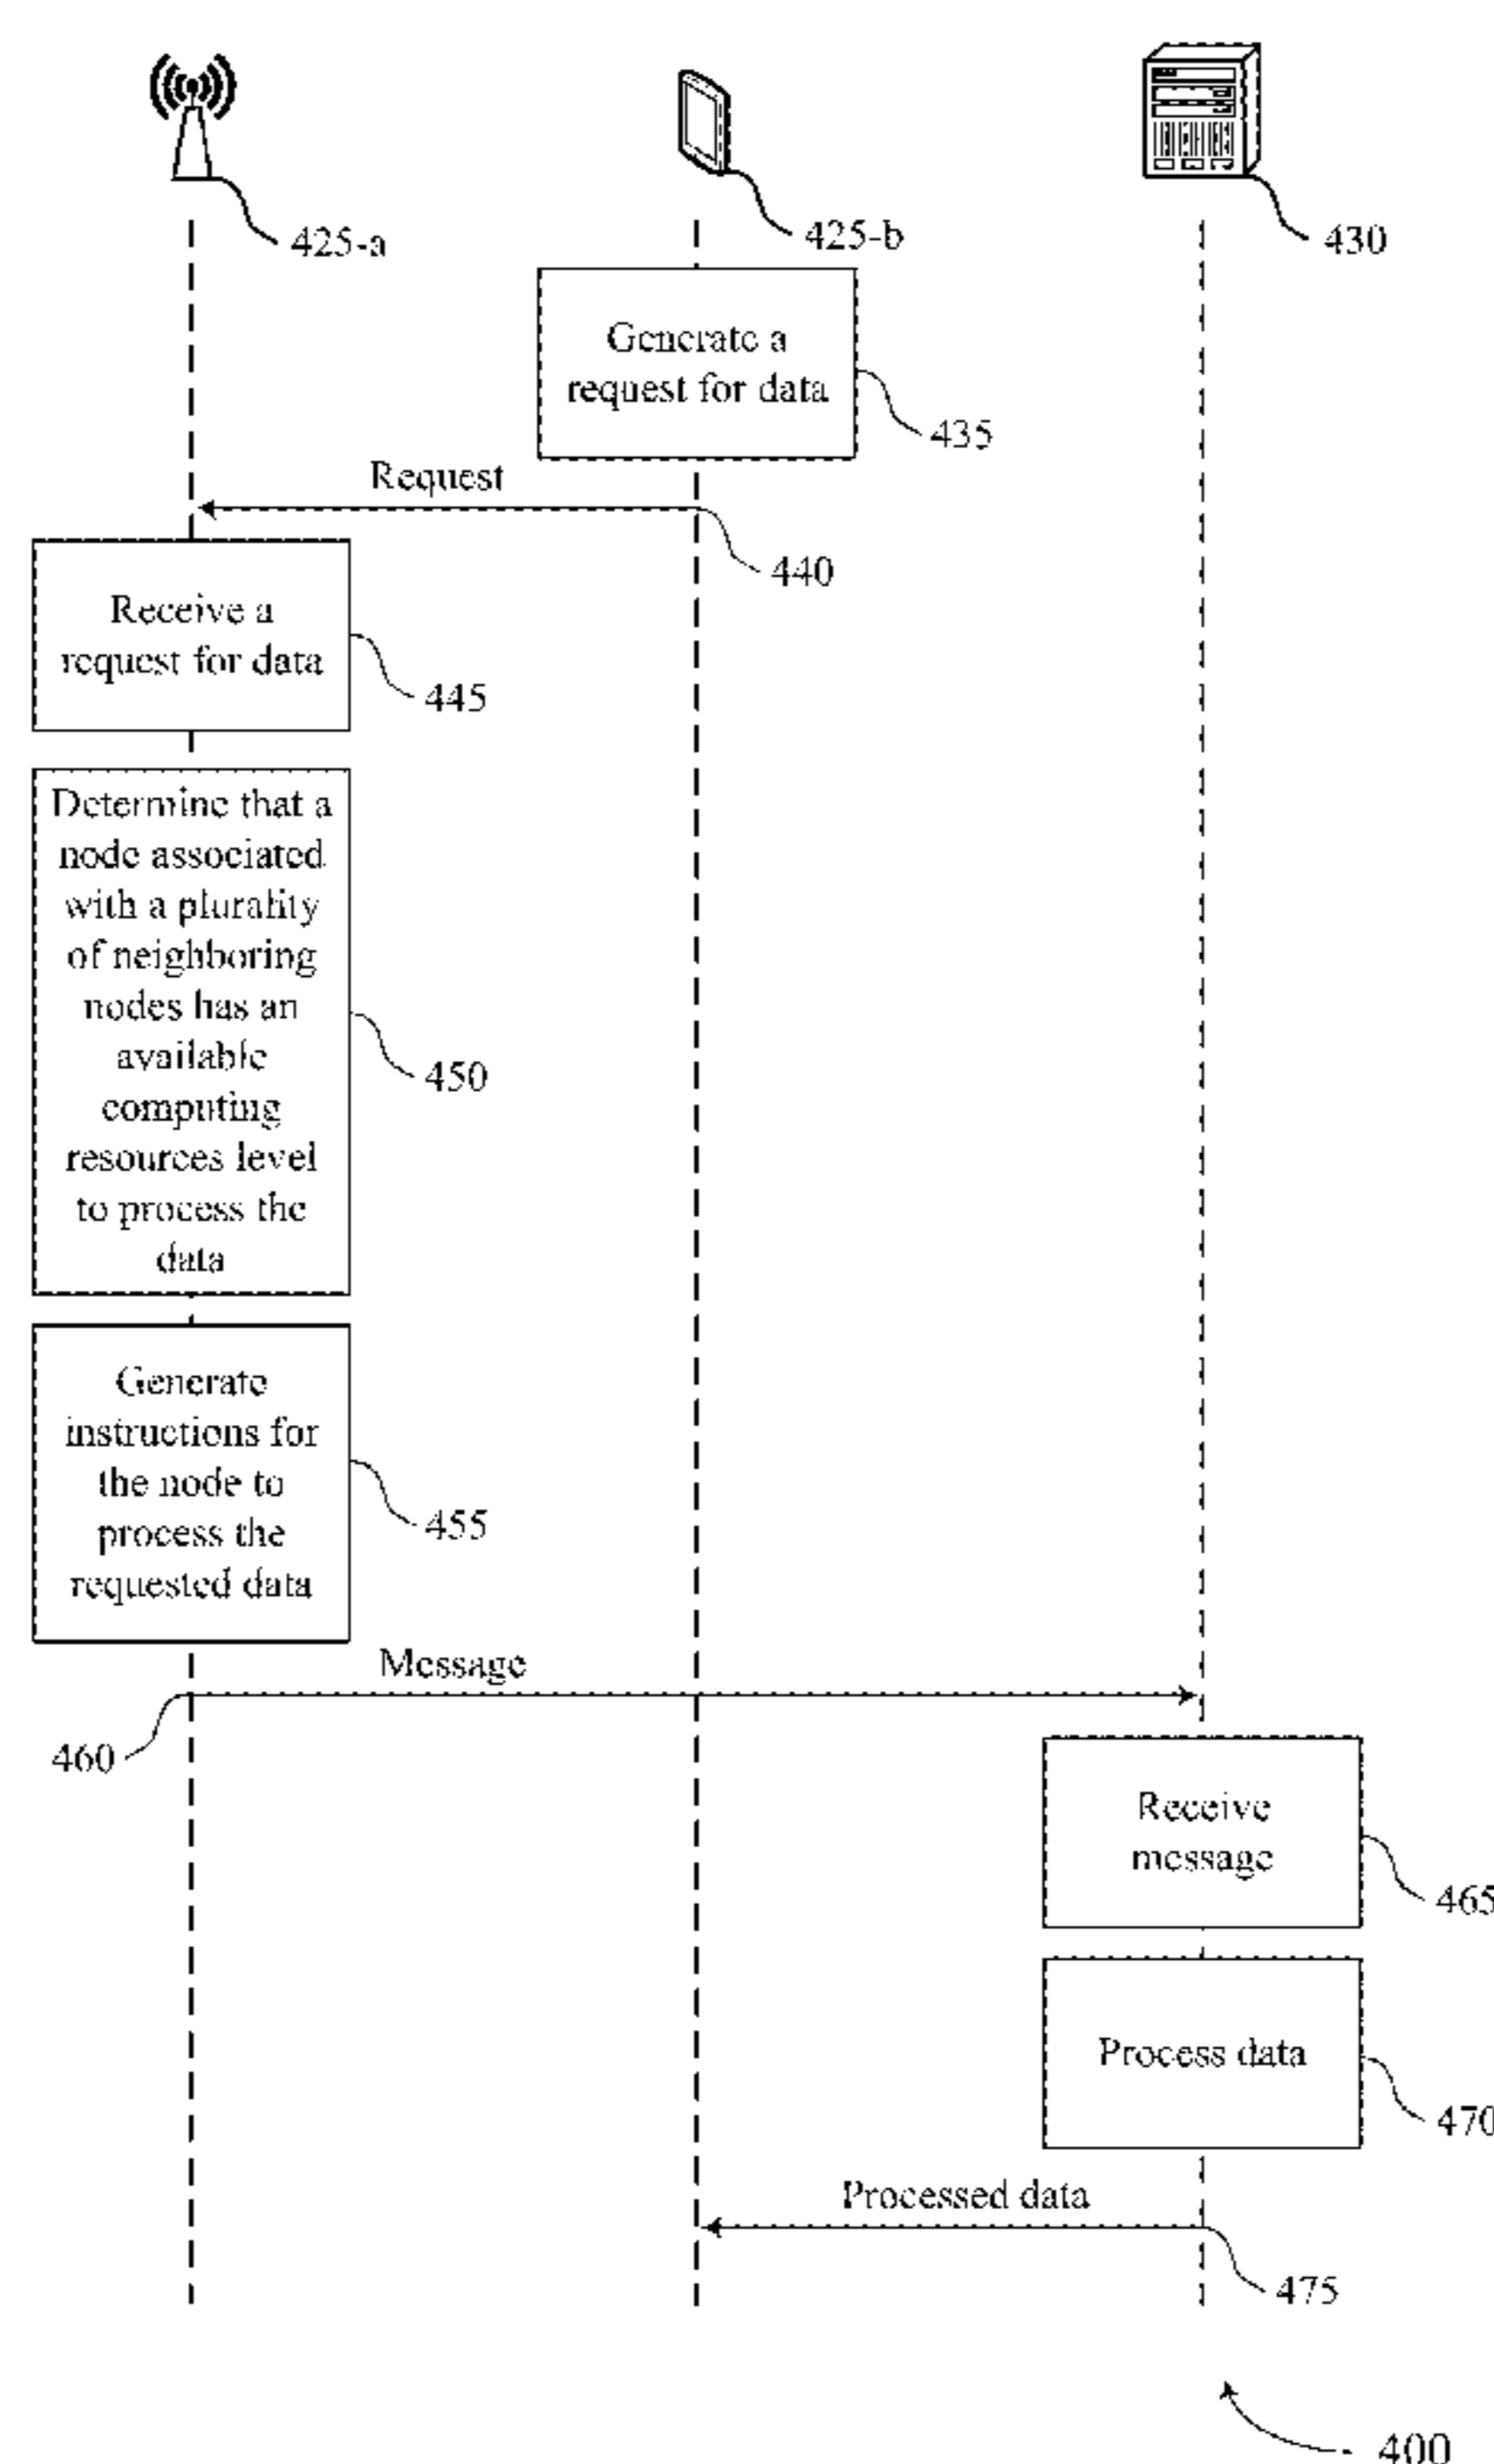 425-a
425-b
430
Generate a
request for data
435
Request
440
Receive a
request for data
445
Determine that a
node associated
with a plurality
of neighboring
nodes has an
available
computing
resources level
to process the
data
450
Generate
instructions for
the node to
process the
requested data
455
Message
460
Receive
message
465
Process data
470
Processed data
475
400